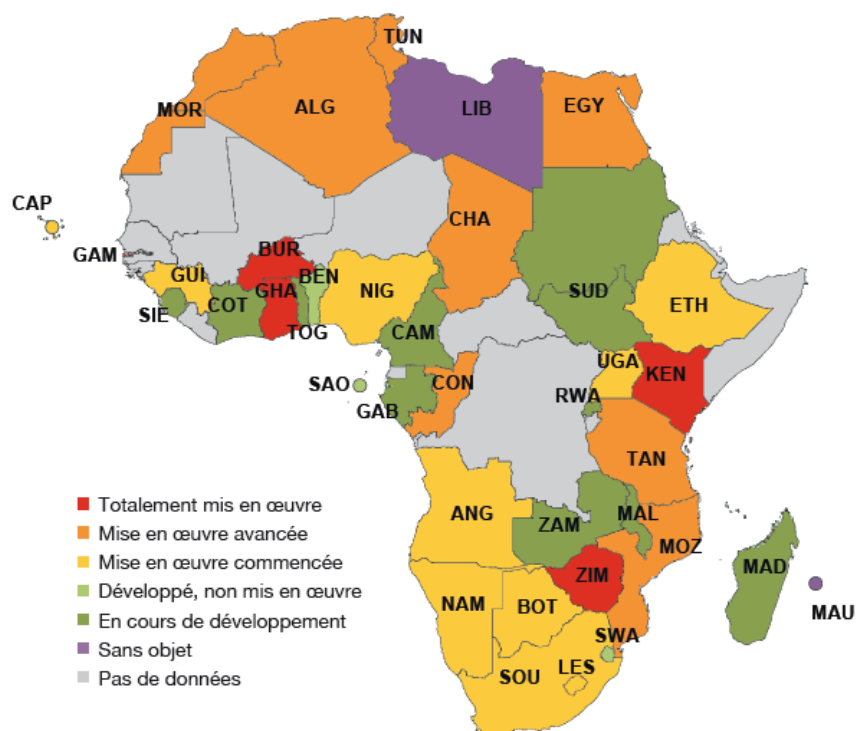 TUN
MOR
ALG
LIB
EGY
CAP
CHA
GAM
BUR
GUI
BEN
NIG
SUD
ETH
GHA
COT
SIE
TOG
CAM
UGA
KEN
SAO
CON
RWA
GAB
TAN
Totalement mis en œuvre
Mise en œuvre avancée
Mise en œuvre commencée
Développé, non mis en œuvre
En cours de développement
Sans objet
Pas de données
ANG
ZAM
MAL
MOZ
MAD
ZIM
MAU
NAM
BOT
SWA
LES
SOU